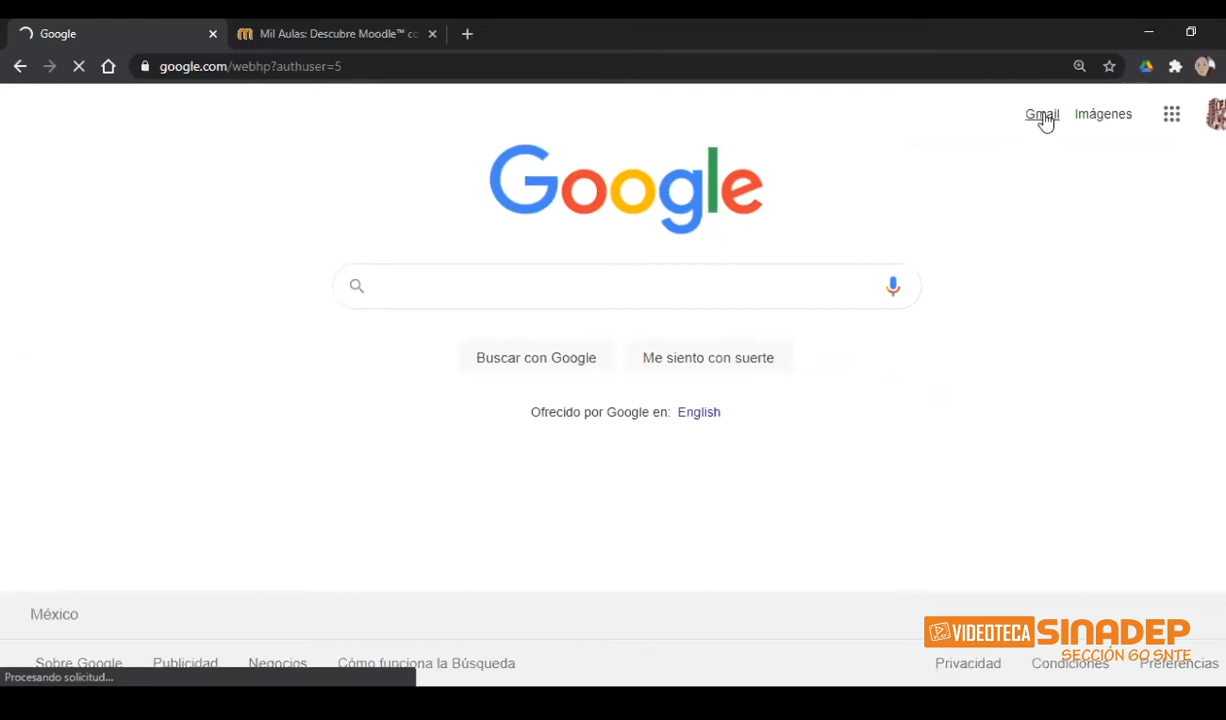 Google
Mil Aulas: Descubre Moodle™ co
google.com/webhp?authuser=5
Gmail Imágenes
Google
Buscar con Google Me siento con suerte
Ofrecido por Google en: English
México
VIDEOTECA SINADEP
SECCIÓN 60 SNTE
Sobre Google Publicidad Negocios Cómo funciona la Búsqueda Privacidad Condiciones Preferencias
Procesando solicitud...